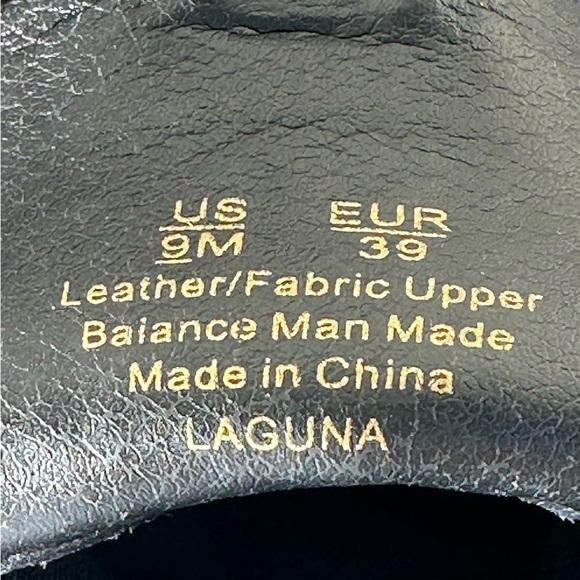 US EUR
9M 39
Leather/Fabric Upper
Balance Man Made
Made in China
LAGUNA